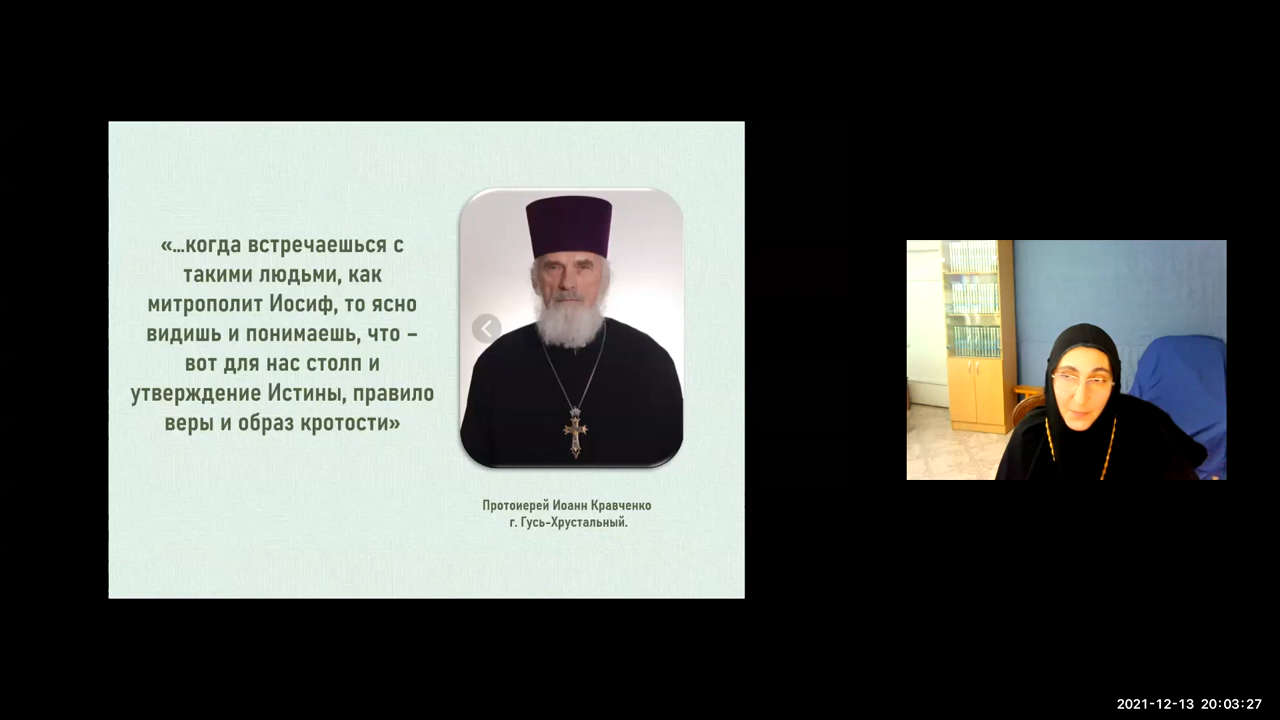 «…когда встречаешься с
такими людьми, как
митрополит Иосиф, то ясно
видишь и понимаешь, что –
вот для нас столп и
утверждение Истины, правило
веры и образ кротости»
Протоиерей Иоанн Кравченко
г. Гусь-Хрустальный.
2021-12-13 20:03:27